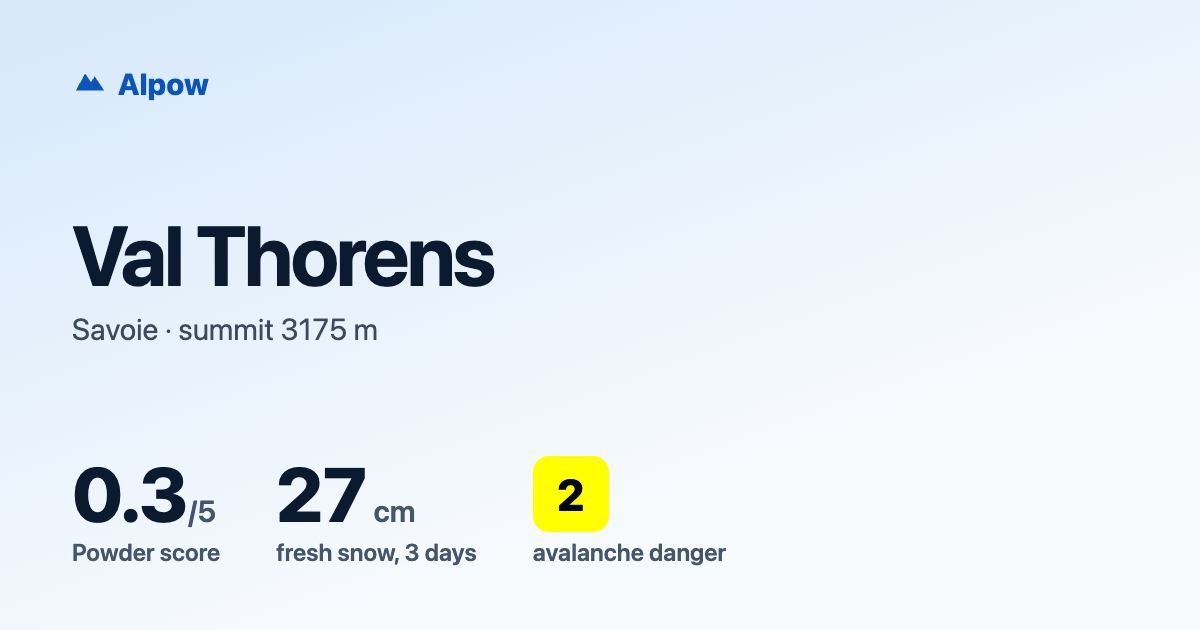 Alpow
Val Thorens
Savoie · summit 3175 m
0.3/5
Powder score
27 cm
fresh snow, 3 days
2
avalanche danger